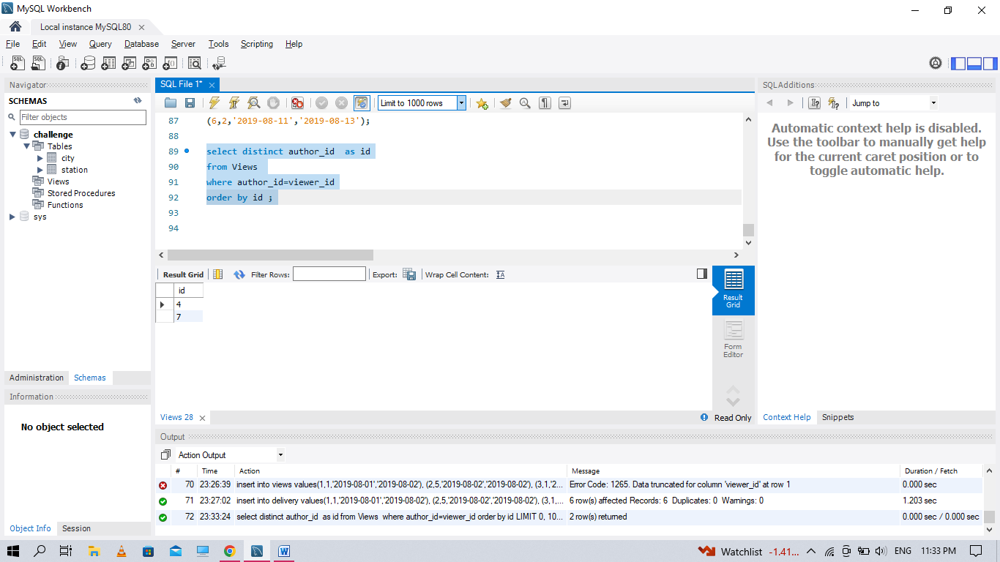 MySQL Workbench
Local instance MySQL80
File Edit View Query Database Server Tools Scripting Help
Navigator
SCHEMAS
Filter objects
challenge
Tables
city
station
Views
Stored Procedures
Functions
sys
Administration Schemas
Information
No object selected
Object Info Session
SQL File 1*
Limit to 1000 rows
87 (6,2,'2019-08-11','2019-08-13');
88
89 select distinct author_id  as id
90 from Views
91 where author_id=viewer_id
92 order by id ;
93
94
Result Grid Filter Rows: Export: Wrap Cell Content:
id
4
7
Result Grid
Form Editor
Views 28
Read Only
SQLAdditions
Jump to
Automatic context help is disabled.
Use the toolbar to manually get help
for the current caret position or to
toggle automatic help.
Context Help Snippets
Output
Action Output
# Time Action Message Duration / Fetch
70 23:26:39 insert into views values(1,1,'2019-08-01','2019-08-02'), (2,5,'2019-08-02','2019-08-02'), (3,1,'2... Error Code: 1265. Data truncated for column 'viewer_id' at row 1 0.000 sec
71 23:27:02 insert into delivery values(1,1,'2019-08-01','2019-08-02'), (2,5,'2019-08-02','2019-08-02'), (3,1,... 6 row(s) affected Records: 6  Duplicates: 0  Warnings: 0 1.203 sec
72 23:33:24 select distinct author_id  as id from Views  where author_id=viewer_id order by id LIMIT 0, 10... 2 row(s) returned 0.000 sec / 0.000 sec
Watchlist -1.41... ENG 11:33 PM